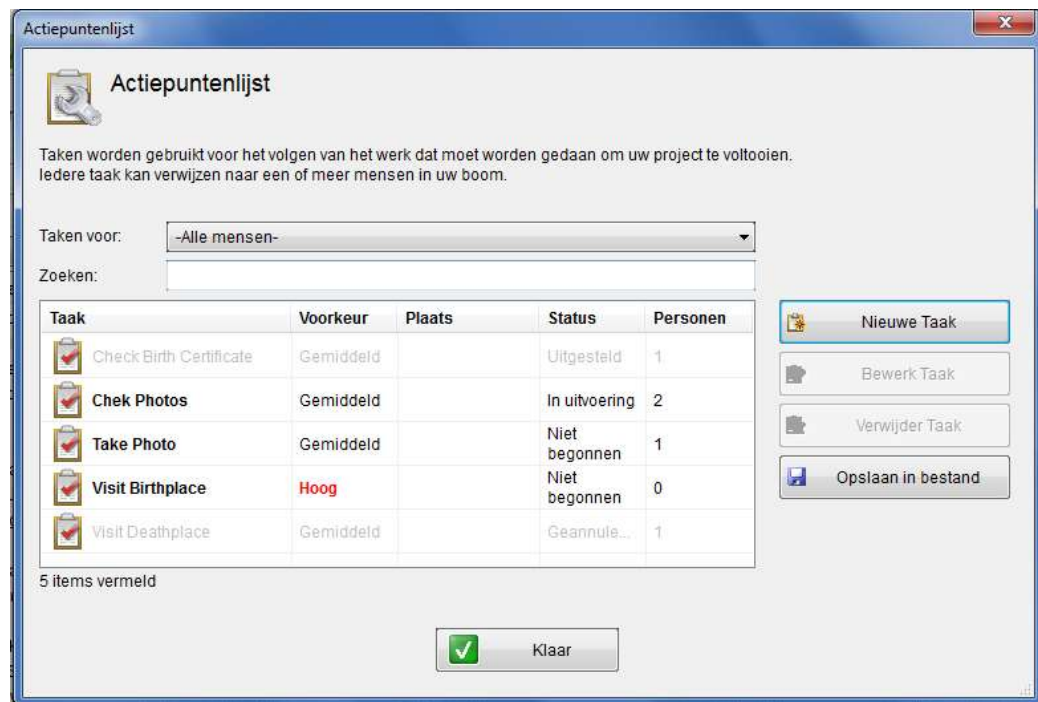 Actiepuntenlijst
Actiepuntenlijst
Taken worden gebruikt voor het volgen van het werk dat moet worden gedaan om uw project te voltooien.
Iedere taak kan verwijzen naar een of meer mensen in uw boom.
Taken voor: -Alle mensen-
Zoeken:
Taak Voorkeur Plaats Status Personen
Check Birth Certificate Gemiddeld Uitgesteld 1
Chek Photos Gemiddeld In uitvoering 2
Take Photo Gemiddeld Niet begonnen 1
Visit Birthplace Hoog Niet begonnen 0
Visit Deathplace Gemiddeld Geannule... 1
Nieuwe Taak
Bewerk Taak
Verwijder Taak
Opslaan in bestand
5 items vermeld
Klaar